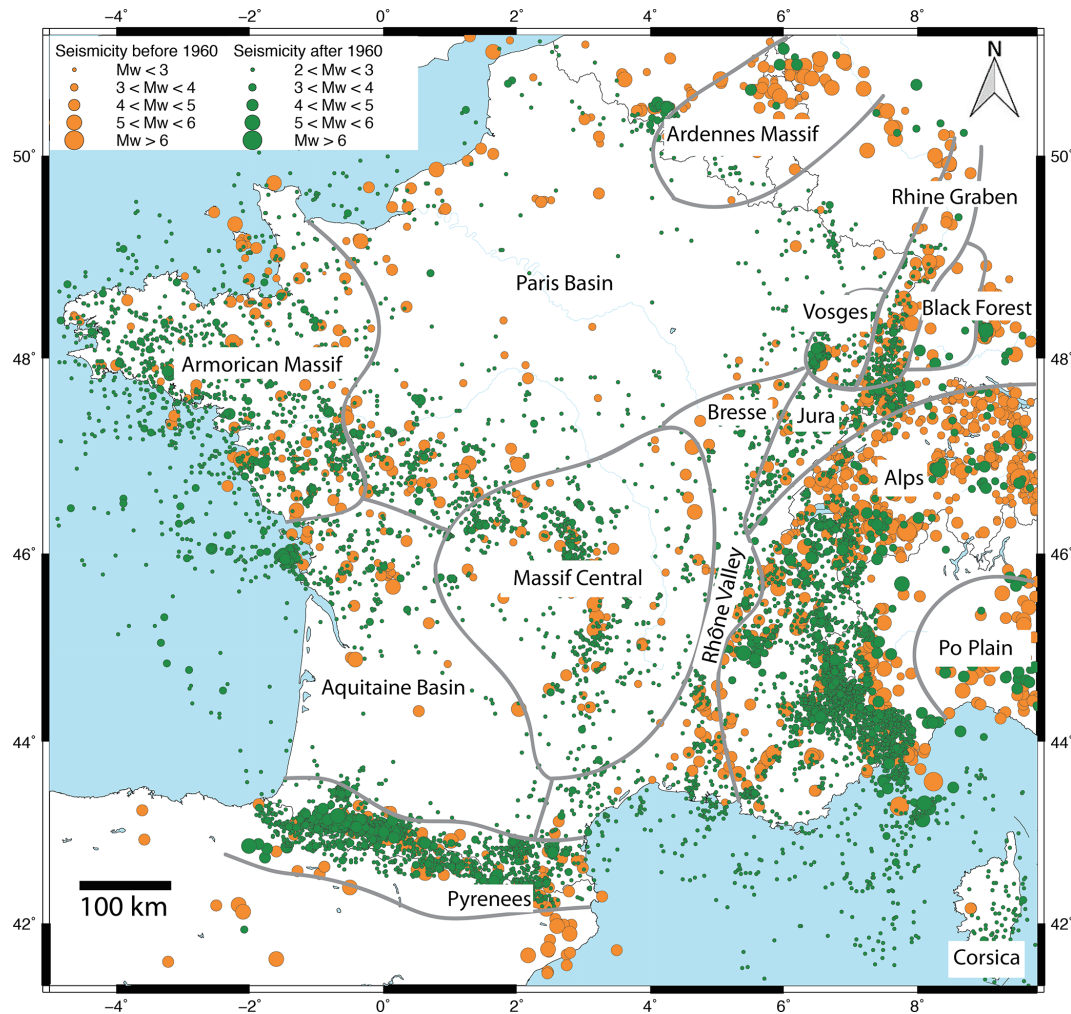 −4° −2° 0° 2° 4° 6° 8°
Seismicity before 1960 Seismicity after 1960
Mw < 3 2 < Mw < 3
3 < Mw < 4 3 < Mw < 4
4 < Mw < 5 4 < Mw < 5
5 < Mw < 6 5 < Mw < 6
Mw > 6 Mw > 6
N
Ardennes Massif
50° 50°
Rhine Graben
Paris Basin
Vosges
Black Forest
48° 48°
Armorican Massif
Bresse
Jura
Alps
46° 46°
Massif Central
Rhône Valley
Po Plain
Aquitaine Basin
44° 44°
100 km
Pyrenees
42° 42°
Corsica
−4° −2° 0° 2° 4° 6° 8°